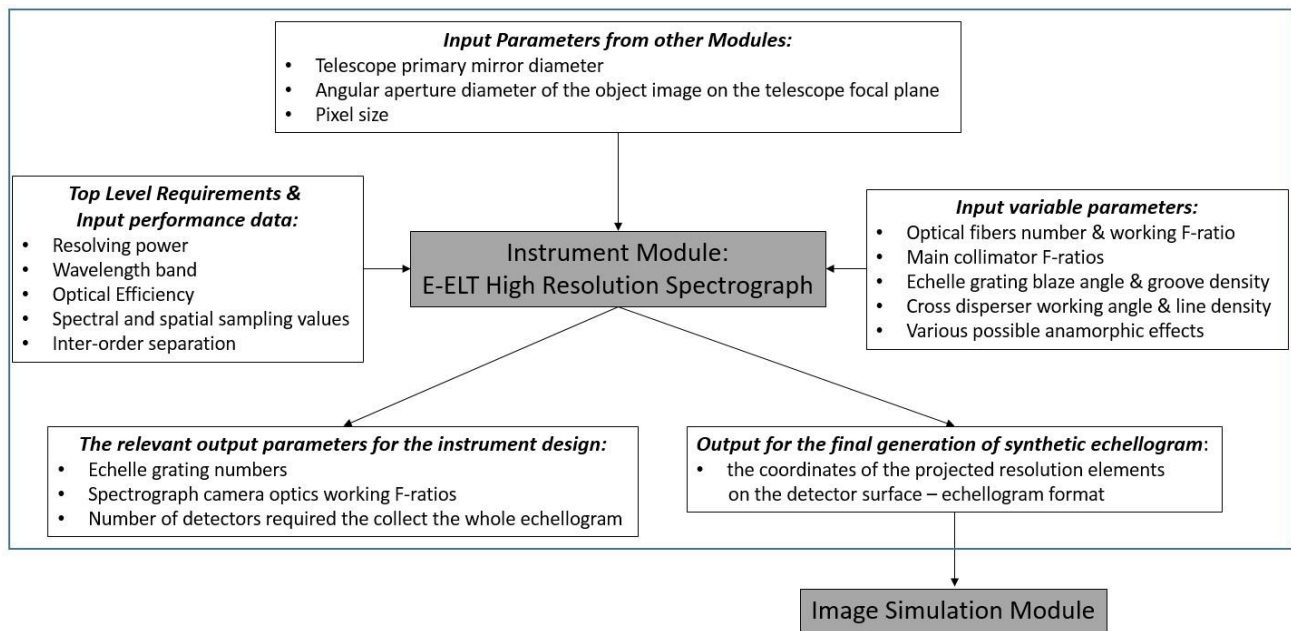 Input Parameters from other Modules:
• Telescope primary mirror diameter
• Angular aperture diameter of the object image on the telescope focal plane
• Pixel size
Top Level Requirements &
Input performance data:
• Resolving power
• Wavelength band
• Optical Efficiency
• Spectral and spatial sampling values
• Inter-order separation
Instrument Module:
E-ELT High Resolution Spectrograph
Input variable parameters:
• Optical fibers number & working F-ratio
• Main collimator F-ratios
• Echelle grating blaze angle & groove density
• Cross disperser working angle & line density
• Various possible anamorphic effects
The relevant output parameters for the instrument design:
• Echelle grating numbers
• Spectrograph camera optics working F-ratios
• Number of detectors required the collect the whole echellogram
Output for the final generation of synthetic echellogram:
• the coordinates of the projected resolution elements
on the detector surface – echellogram format
Image Simulation Module